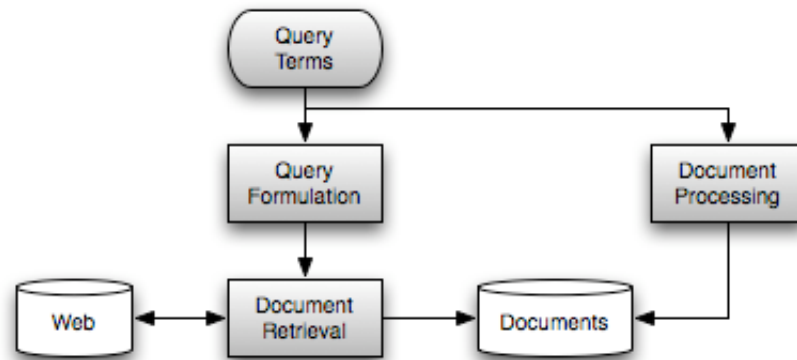 Query
Terms
Query
Formulation
Document
Processing
Web
Document
Retrieval
Documents